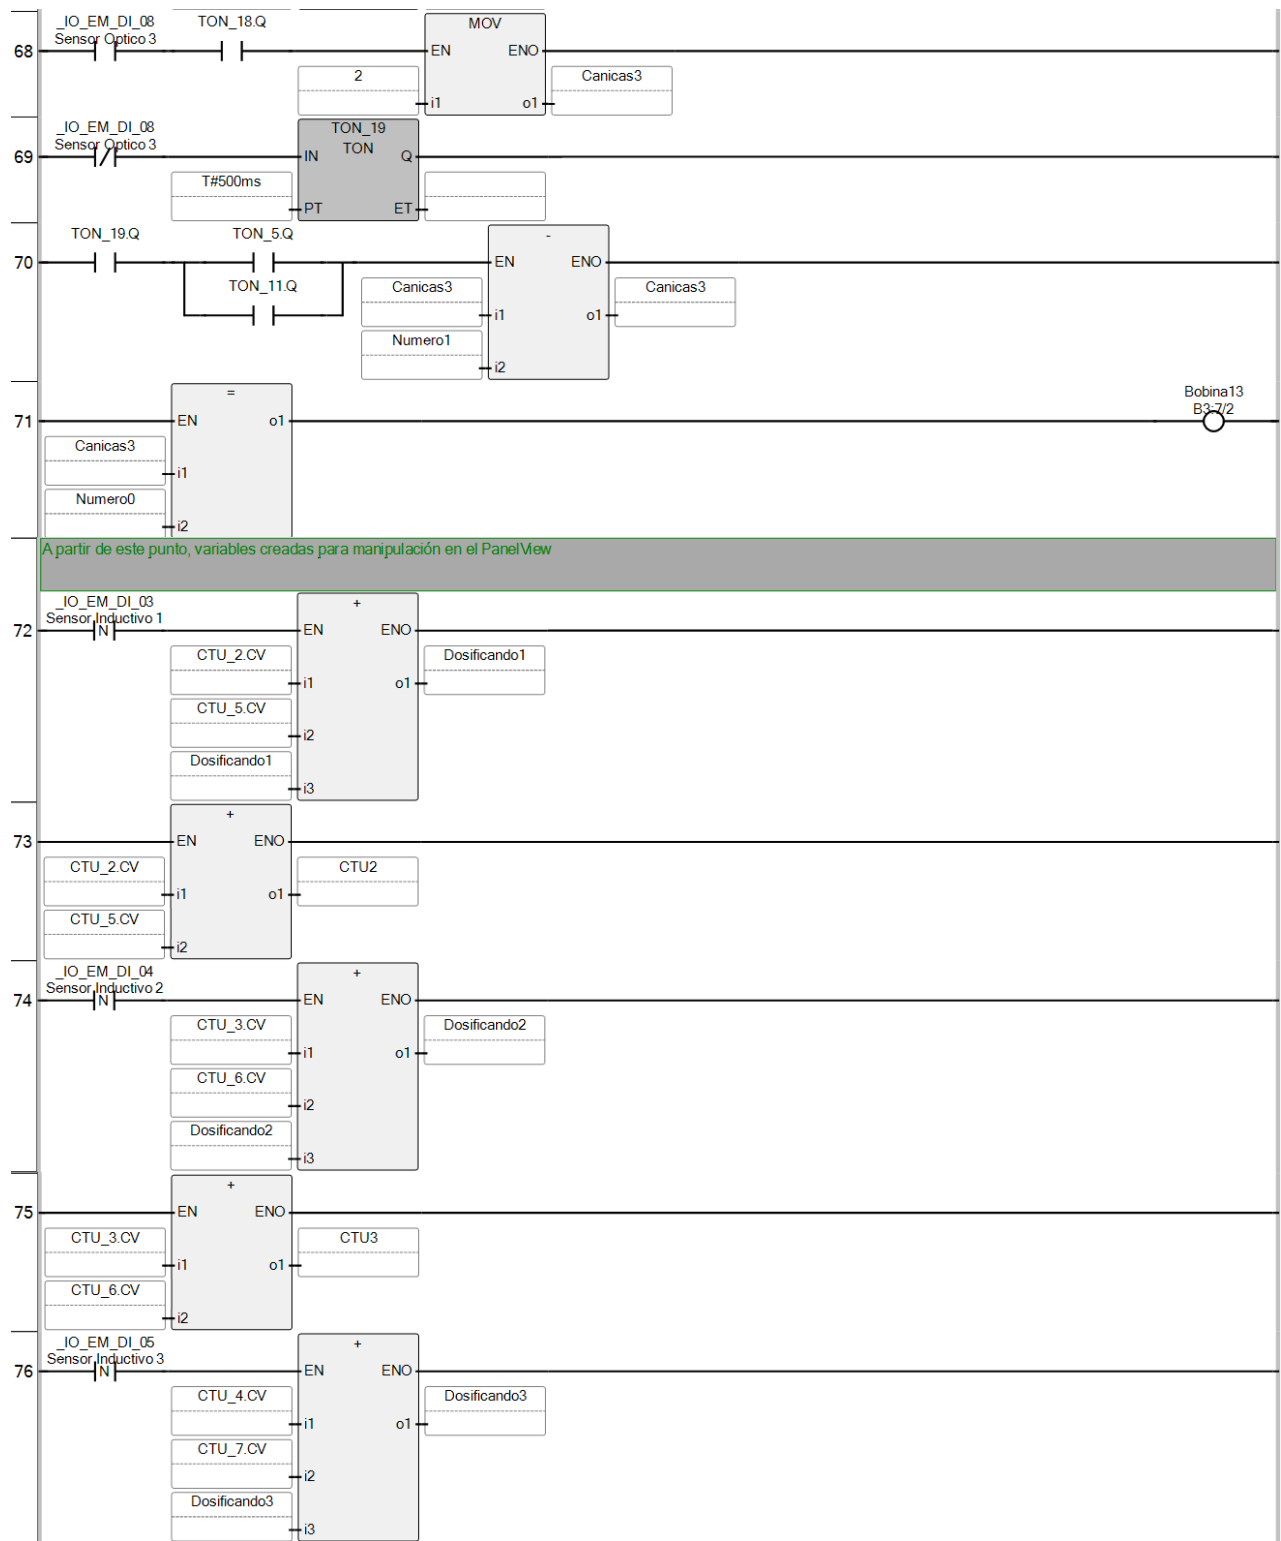 _IO_EM_DI_08 TON_18.Q MOV
Sensor Optico 3
68 EN ENO
2 Canicas3
i1 o1
_IO_EM_DI_08 TON_19
Sensor Optico 3 TON
69 IN Q
T#500ms
PT ET
TON_19.Q TON_5.Q -
70 EN ENO
TON_11.Q Canicas3 Canicas3
i1 o1
Numero1
i2
= Bobina13
B3:7/2
71 EN o1
Canicas3
i1
Numero0
i2
A partir de este punto, variables creadas para manipulación en el PanelView
_IO_EM_DI_03 +
Sensor Inductivo 1
72 N EN ENO
CTU_2.CV Dosificando1
i1 o1
CTU_5.CV
i2
Dosificando1
i3
+
73 EN ENO
CTU_2.CV CTU2
i1 o1
CTU_5.CV
i2
_IO_EM_DI_04 +
Sensor Inductivo 2
74 N EN ENO
CTU_3.CV Dosificando2
i1 o1
CTU_6.CV
i2
Dosificando2
i3
+
75 EN ENO
CTU_3.CV CTU3
i1 o1
CTU_6.CV
i2
_IO_EM_DI_05 +
Sensor Inductivo 3
76 N EN ENO
CTU_4.CV Dosificando3
i1 o1
CTU_7.CV
i2
Dosificando3
i3